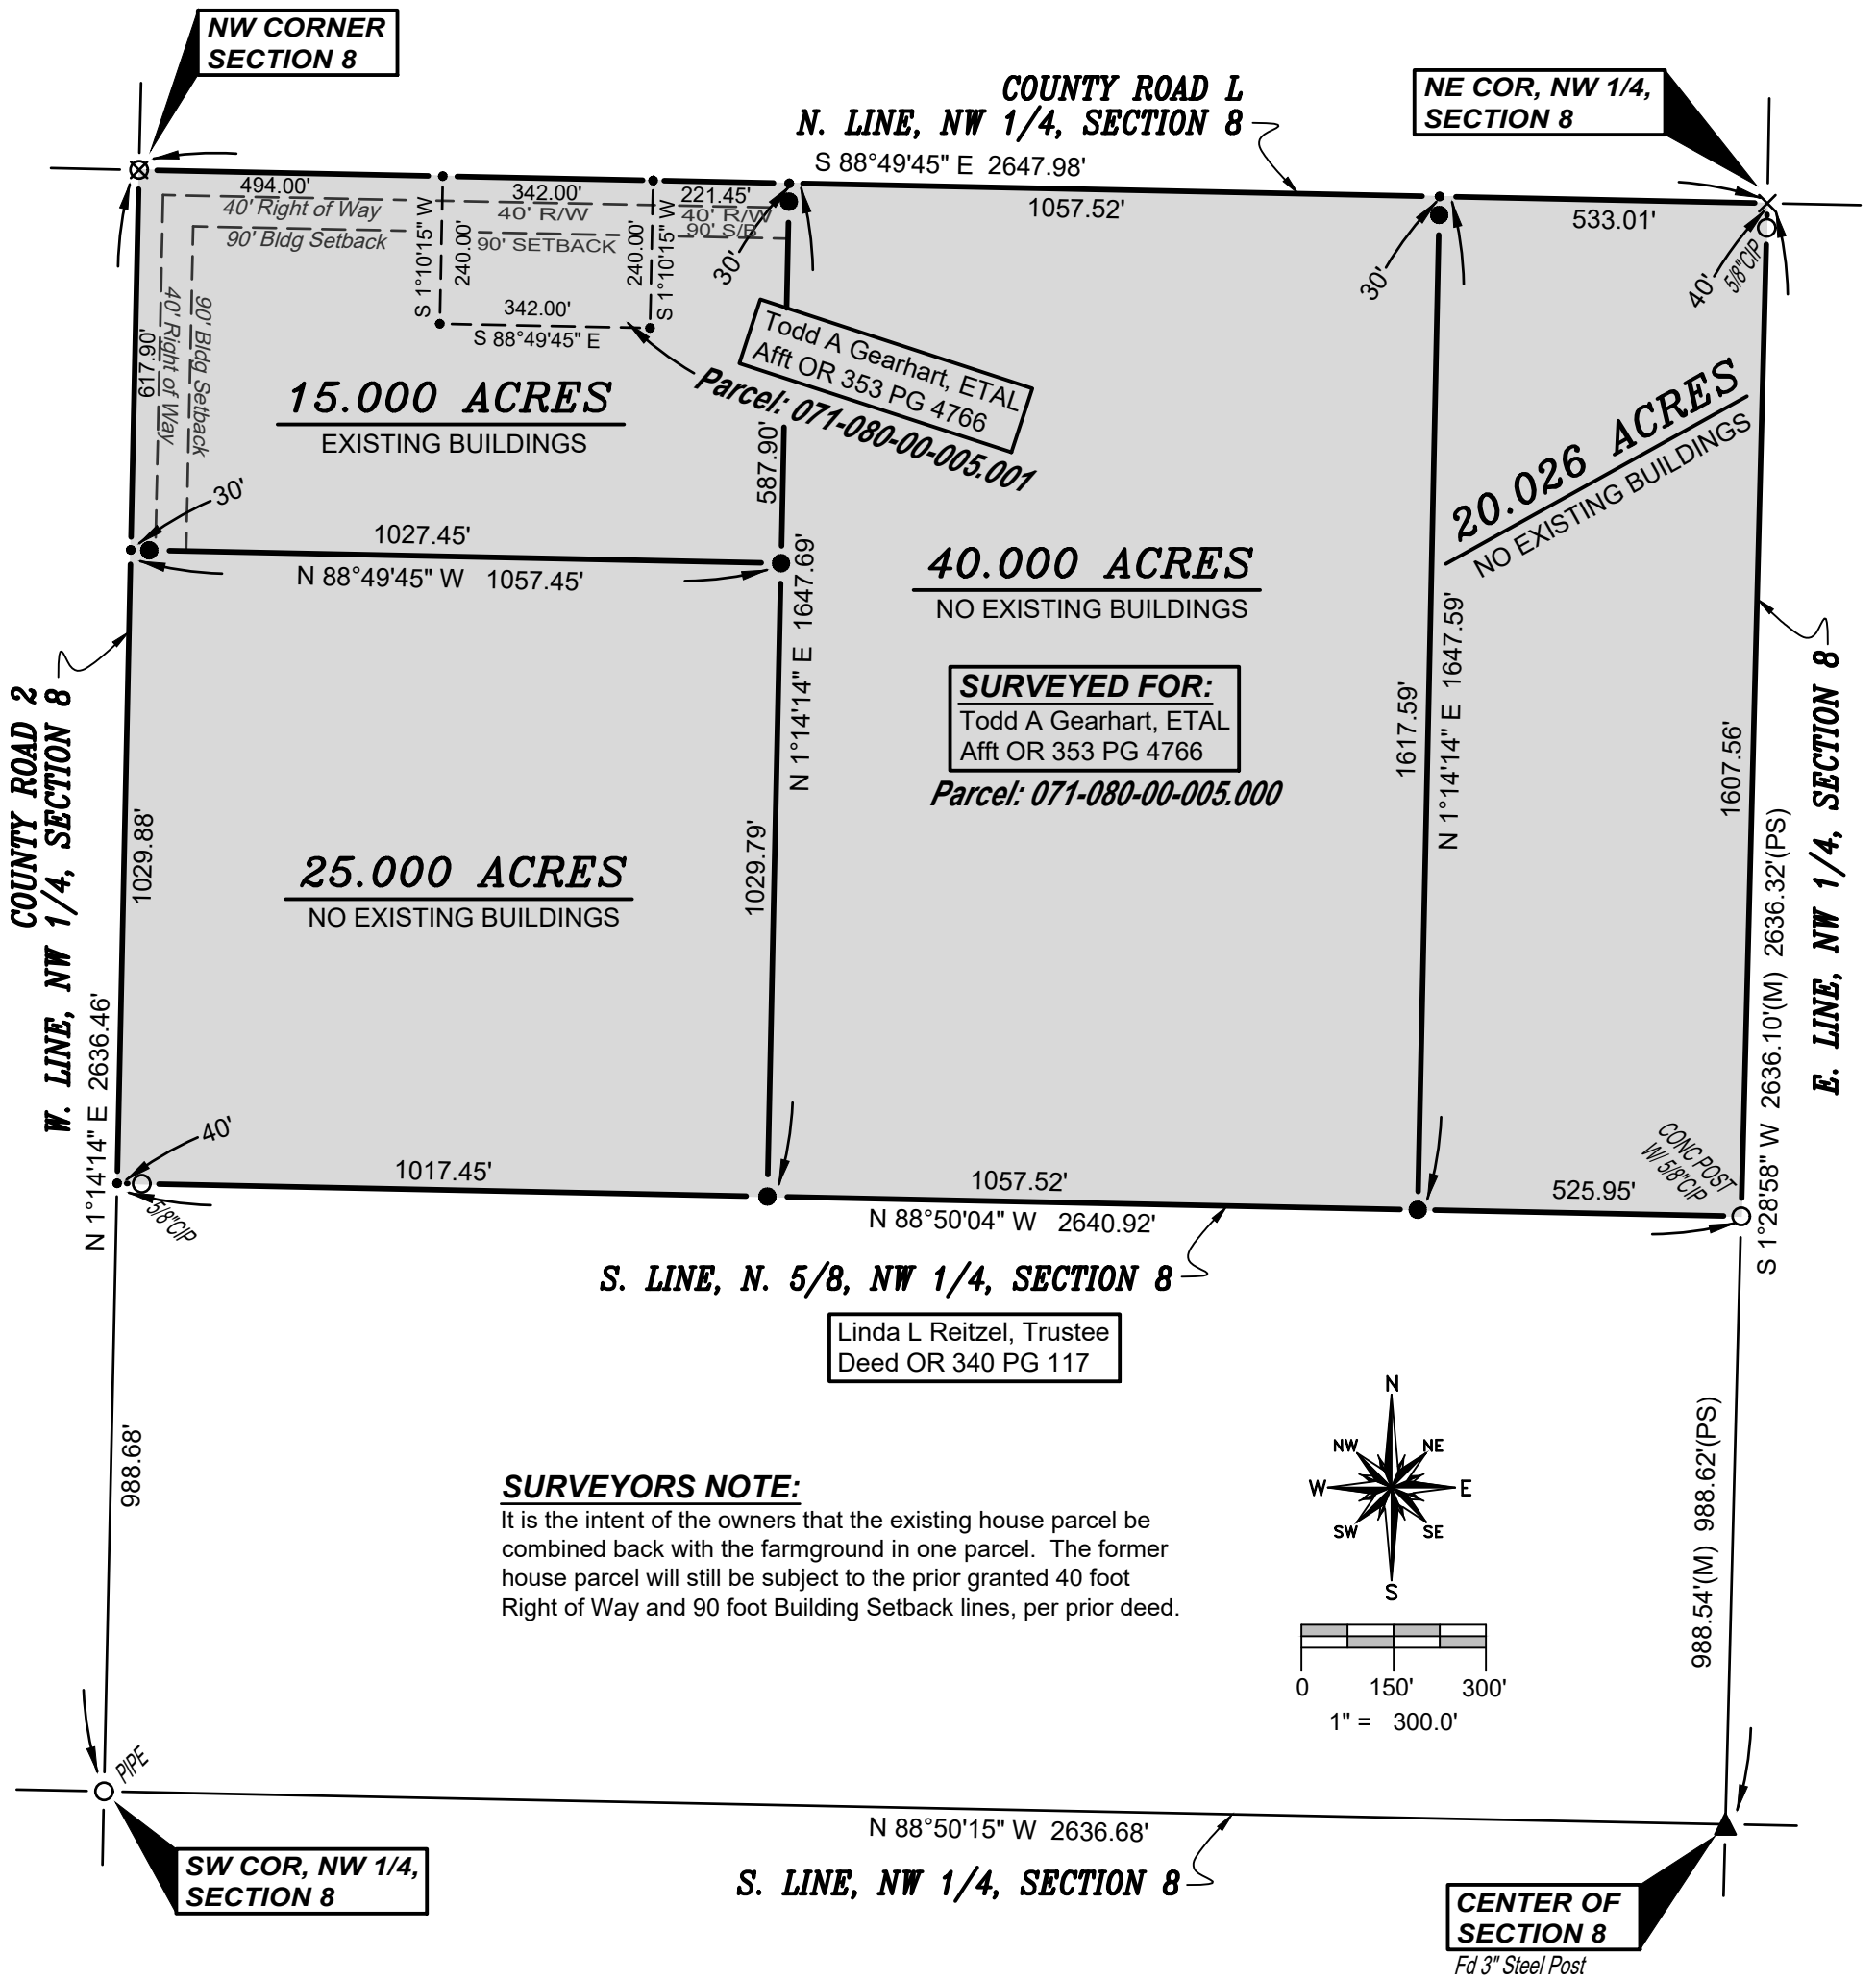 NW CORNER
SECTION 8
COUNTY ROAD L
N. LINE, NW 1/4, SECTION 8
S 88°49'45" E 2647.98'
NE COR, NW 1/4,
SECTION 8
494.00'
342.00'
221.45'
1057.52'
533.01'
40' Right of Way
40' R/W
40' R/W
90' Bldg Setback
90' SETBACK
90' S/B
S 1°10'15" W
240.00'
240.00'
S 1°10'15" W
30'
30'
40'
5/8"CIP
342.00'
S 88°49'45" E
617.90'
40' Right of Way
90' Bldg Setback
Todd A Gearhart, ETAL
Afft OR 353 PG 4766
Parcel: 071-080-00-005.001
15.000 ACRES
EXISTING BUILDINGS
587.90'
20.026 ACRES
NO EXISTING BUILDINGS
30'
1027.45'
N 88°49'45" W 1057.45'
40.000 ACRES
NO EXISTING BUILDINGS
N 1°14'14" E 1647.69'
N 1°14'14" E 1647.59'
1617.59'
SURVEYED FOR:
Todd A Gearhart, ETAL
Afft OR 353 PG 4766
Parcel: 071-080-00-005.000
COUNTY ROAD 2
W. LINE, NW 1/4, SECTION 8
E. LINE, NW 1/4, SECTION 8
1607.56'
1029.88'
1029.79'
25.000 ACRES
NO EXISTING BUILDINGS
N 1°14'14" E 2636.46'
S 1°28'58" W 2636.10'(M) 2636.32'(PS)
40'
5/8"CIP
1017.45'
1057.52'
525.95'
CONC POST
W/ 5/8"CIP
N 88°50'04" W 2640.92'
S. LINE, N. 5/8, NW 1/4, SECTION 8
Linda L Reitzel, Trustee
Deed OR 340 PG 117
988.68'
988.54'(M) 988.62'(PS)
SURVEYORS NOTE:
It is the intent of the owners that the existing house parcel be
combined back with the farmground in one parcel. The former
house parcel will still be subject to the prior granted 40 foot
Right of Way and 90 foot Building Setback lines, per prior deed.
N
NW
NE
W
E
SW
SE
S
0 150' 300'
1" = 300.0'
PIPE
N 88°50'15" W 2636.68'
S. LINE, NW 1/4, SECTION 8
SW COR, NW 1/4,
SECTION 8
CENTER OF
SECTION 8
Fd 3" Steel Post